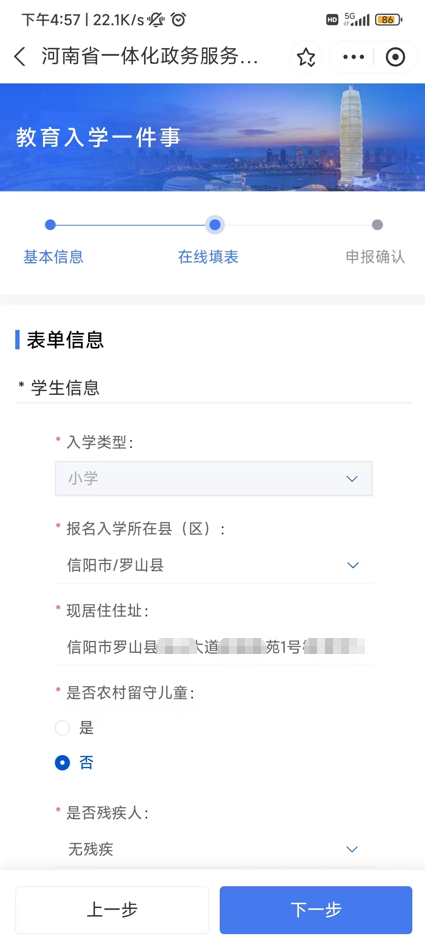 下午4:57 | 22.1K/s
HD 5G 86
河南省一体化政务服务...
教育入学一件事
基本信息
在线填表
申报确认
表单信息
* 学生信息
* 入学类型:
小学
* 报名入学所在县（区）:
信阳市/罗山县
* 现居住住址:
信阳市罗山县 大道 苑1号
* 是否农村留守儿童:
是
否
* 是否残疾人:
无残疾
上一步
下一步